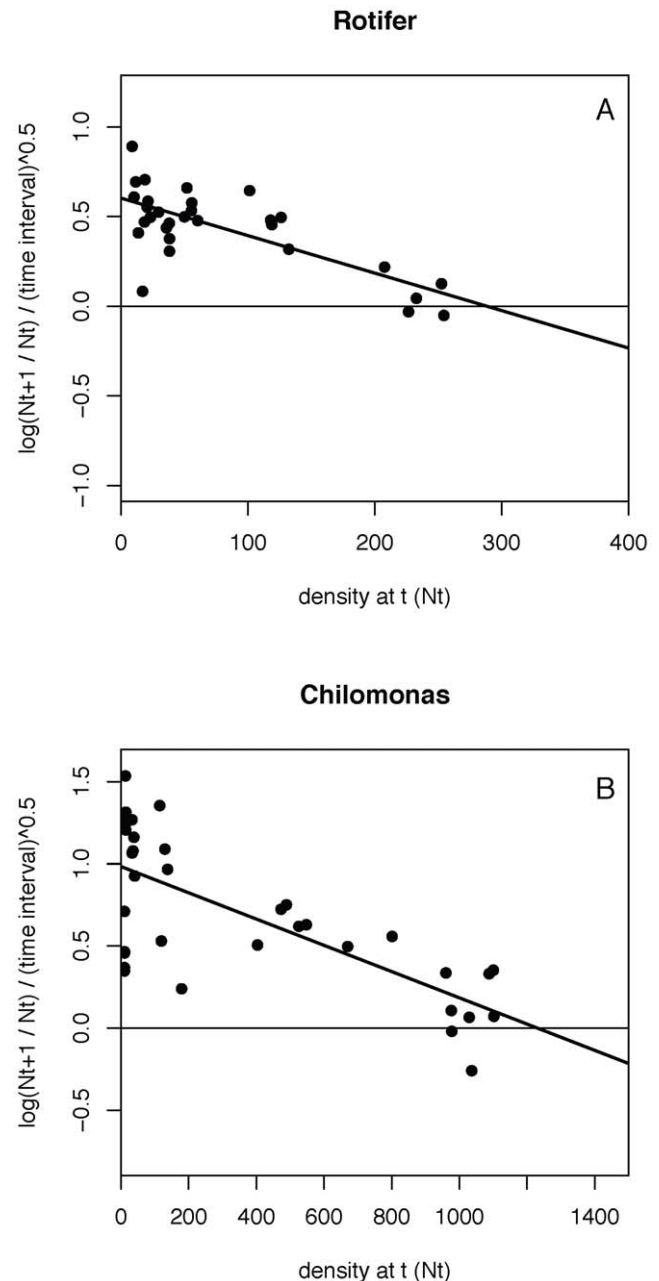 Rotifer
A
log(Nt+1 / Nt) / (time interval)^0.5
1.0
0.5
0.0
−0.5
−1.0
0 100 200 300 400
density at t (Nt)
Chilomonas
B
log(Nt+1 / Nt) / (time interval)^0.5
1.5
1.0
0.5
0.0
−0.5
0 200 400 600 800 1000 1400
density at t (Nt)